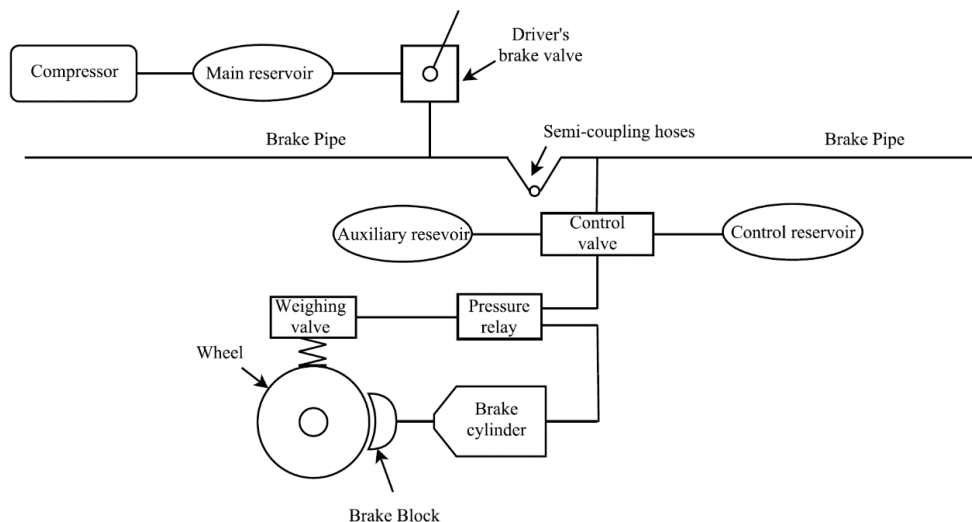 Driver's
brake valve
Compressor
Main reservoir
Semi-coupling hoses
Brake Pipe
Brake Pipe
Auxiliary resevoir
Control
valve
Control reservoir
Weighing
valve
Pressure
relay
Wheel
Brake
cylinder
Brake Block